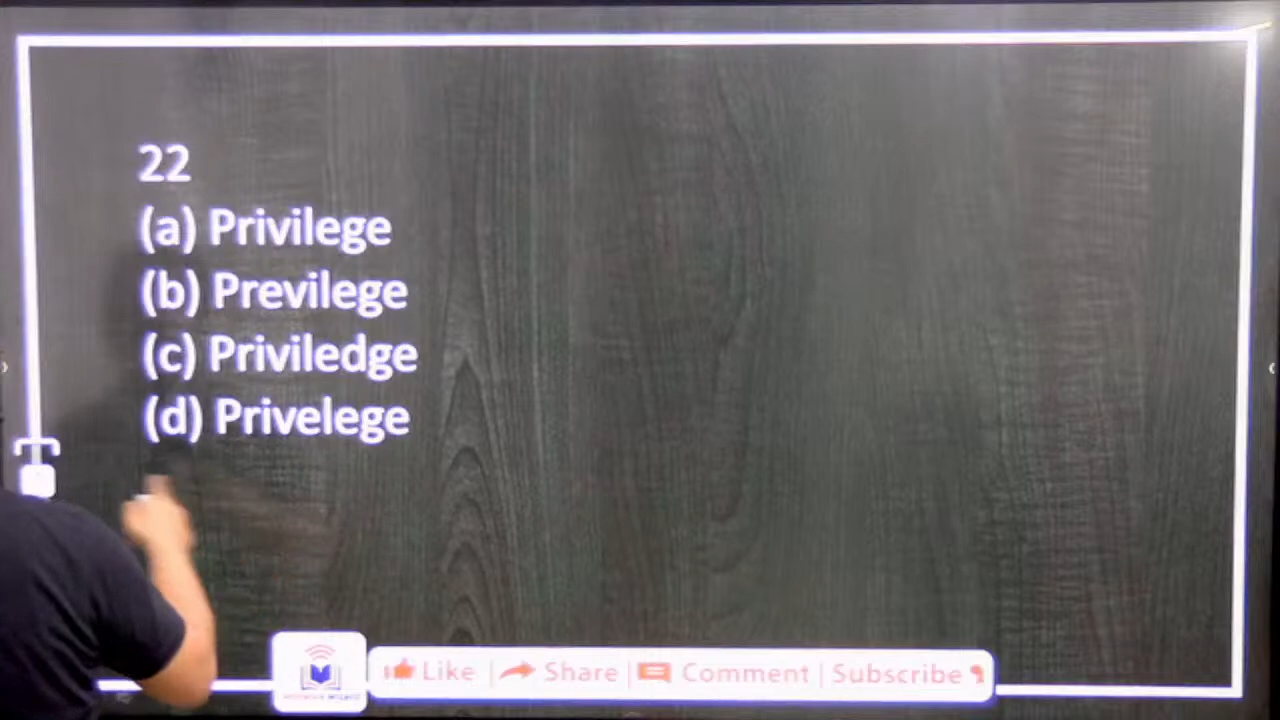 22
(a) Privilege
(b) Previlege
(c) Priviledge
(d) Privelege
Like | Share | Comment | Subscribe